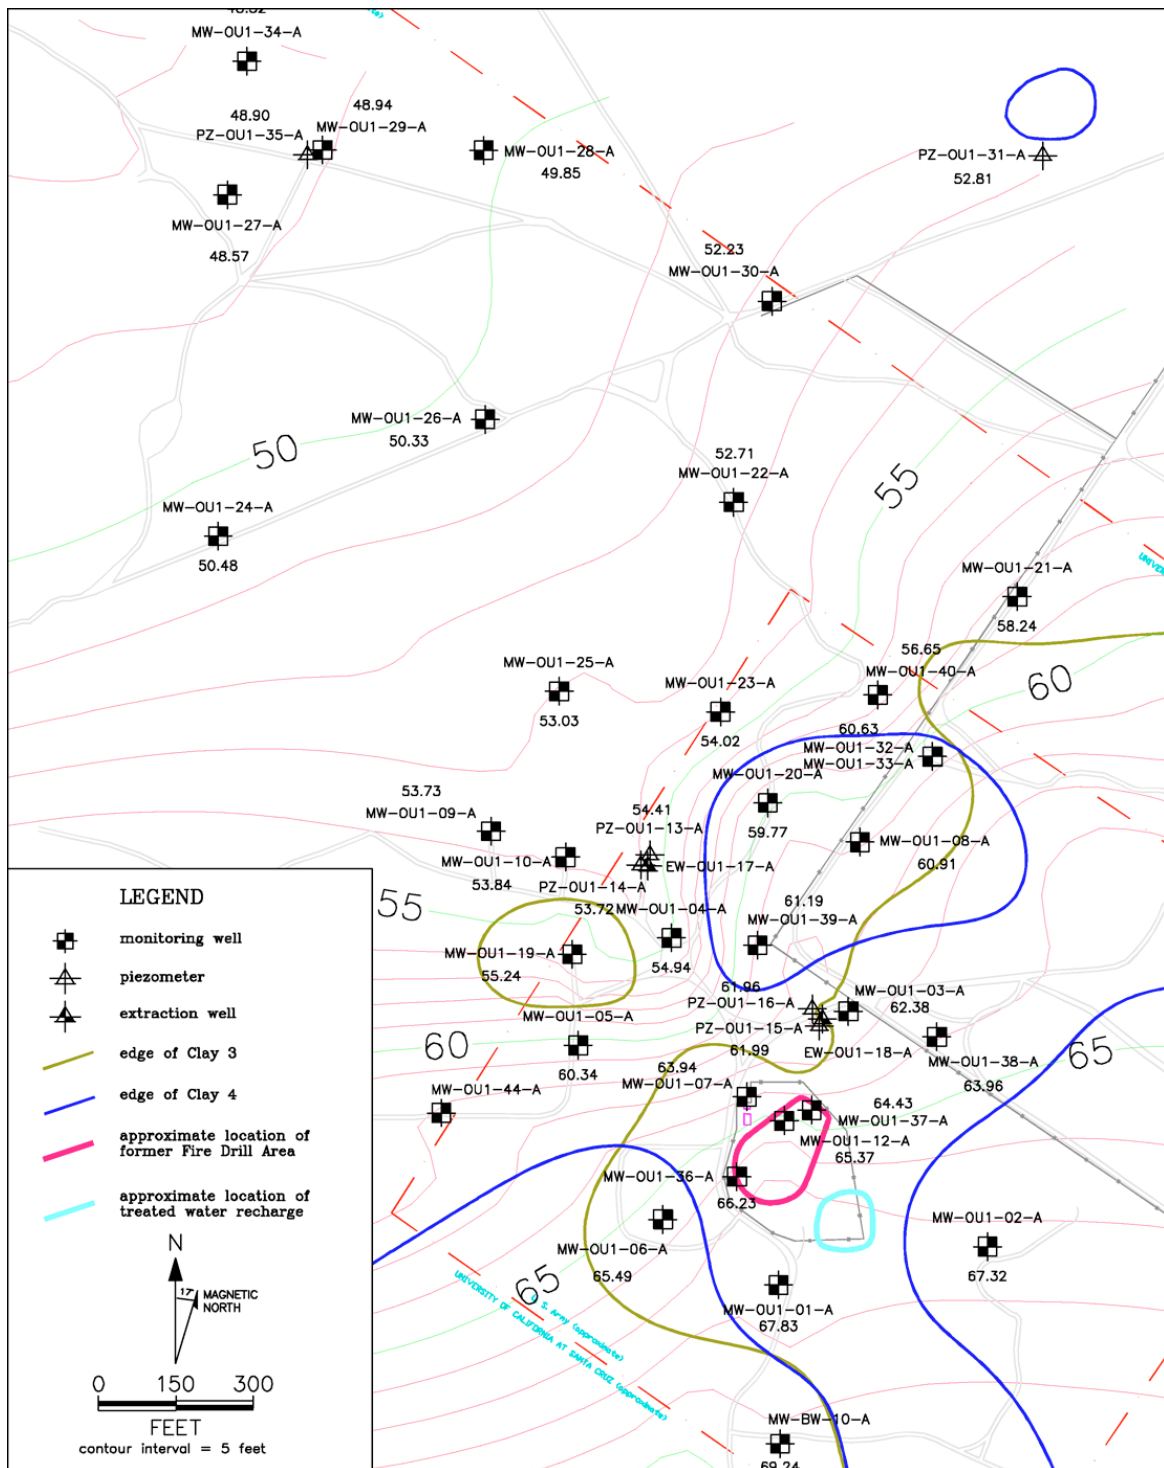 MW-OU1-34-A
48.90
PZ-OU1-35-A
48.94
MW-OU1-29-A
MW-OU1-28-A
49.85
PZ-OU1-31-A
52.81
MW-OU1-27-A
48.57
52.23
MW-OU1-30-A
MW-OU1-26-A
50.33
50
52.71
MW-OU1-22-A
55
MW-OU1-24-A
50.48
MW-OU1-21-A
58.24
56.65
MW-OU1-40-A
60
MW-OU1-25-A
53.03
MW-OU1-23-A
54.02
60.63
MW-OU1-32-A
MW-OU1-33-A
MW-OU1-20-A
59.77
53.73
MW-OU1-09-A
54.41
PZ-OU1-13-A
MW-OU1-10-A
53.84
EW-OU1-17-A
PZ-OU1-14-A
53.72
MW-OU1-08-A
60.91
55
MW-OU1-04-A
54.94
61.19
MW-OU1-39-A
MW-OU1-19-A
55.24
61.96
PZ-OU1-16-A
MW-OU1-03-A
62.38
MW-OU1-05-A
60.34
PZ-OU1-15-A
61.99
EW-OU1-18-A
MW-OU1-38-A
63.96
65
60
63.94
MW-OU1-07-A
MW-OU1-44-A
64.43
MW-OU1-37-A
MW-OU1-12-A
65.37
MW-OU1-36-A
66.23
MW-OU1-02-A
67.32
MW-OU1-06-A
65.49
65
MW-OU1-01-A
67.83
U. S. Army (approximate)
UNIVERSITY OF CALIFORNIA AT SANTA CRUZ (approximate)
MW-BW-10-A
69.24
LEGEND
monitoring well
piezometer
extraction well
edge of Clay 3
edge of Clay 4
approximate location of
former Fire Drill Area
approximate location of
treated water recharge
N
17
MAGNETIC
NORTH
0 150 300
FEET
contour interval = 5 feet